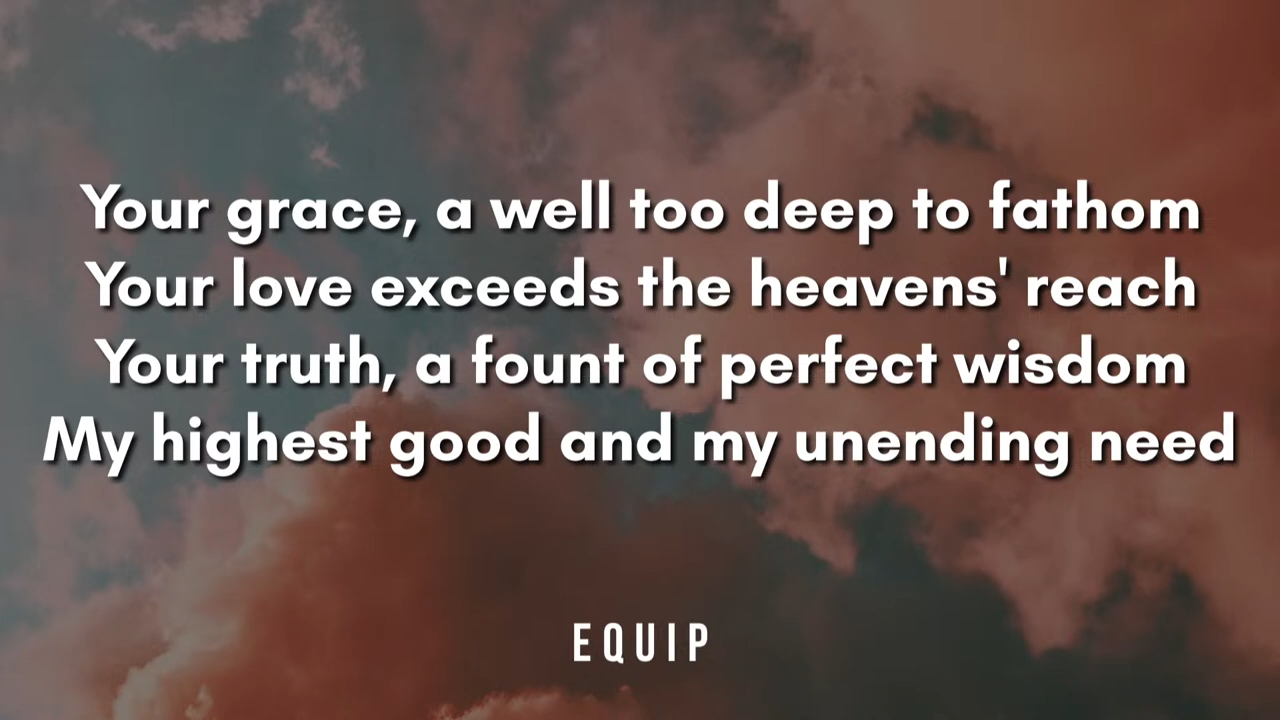 Your grace, a well too deep to fathom
Your love exceeds the heavens' reach
Your truth, a fount of perfect wisdom
My highest good and my unending need
EQUIP